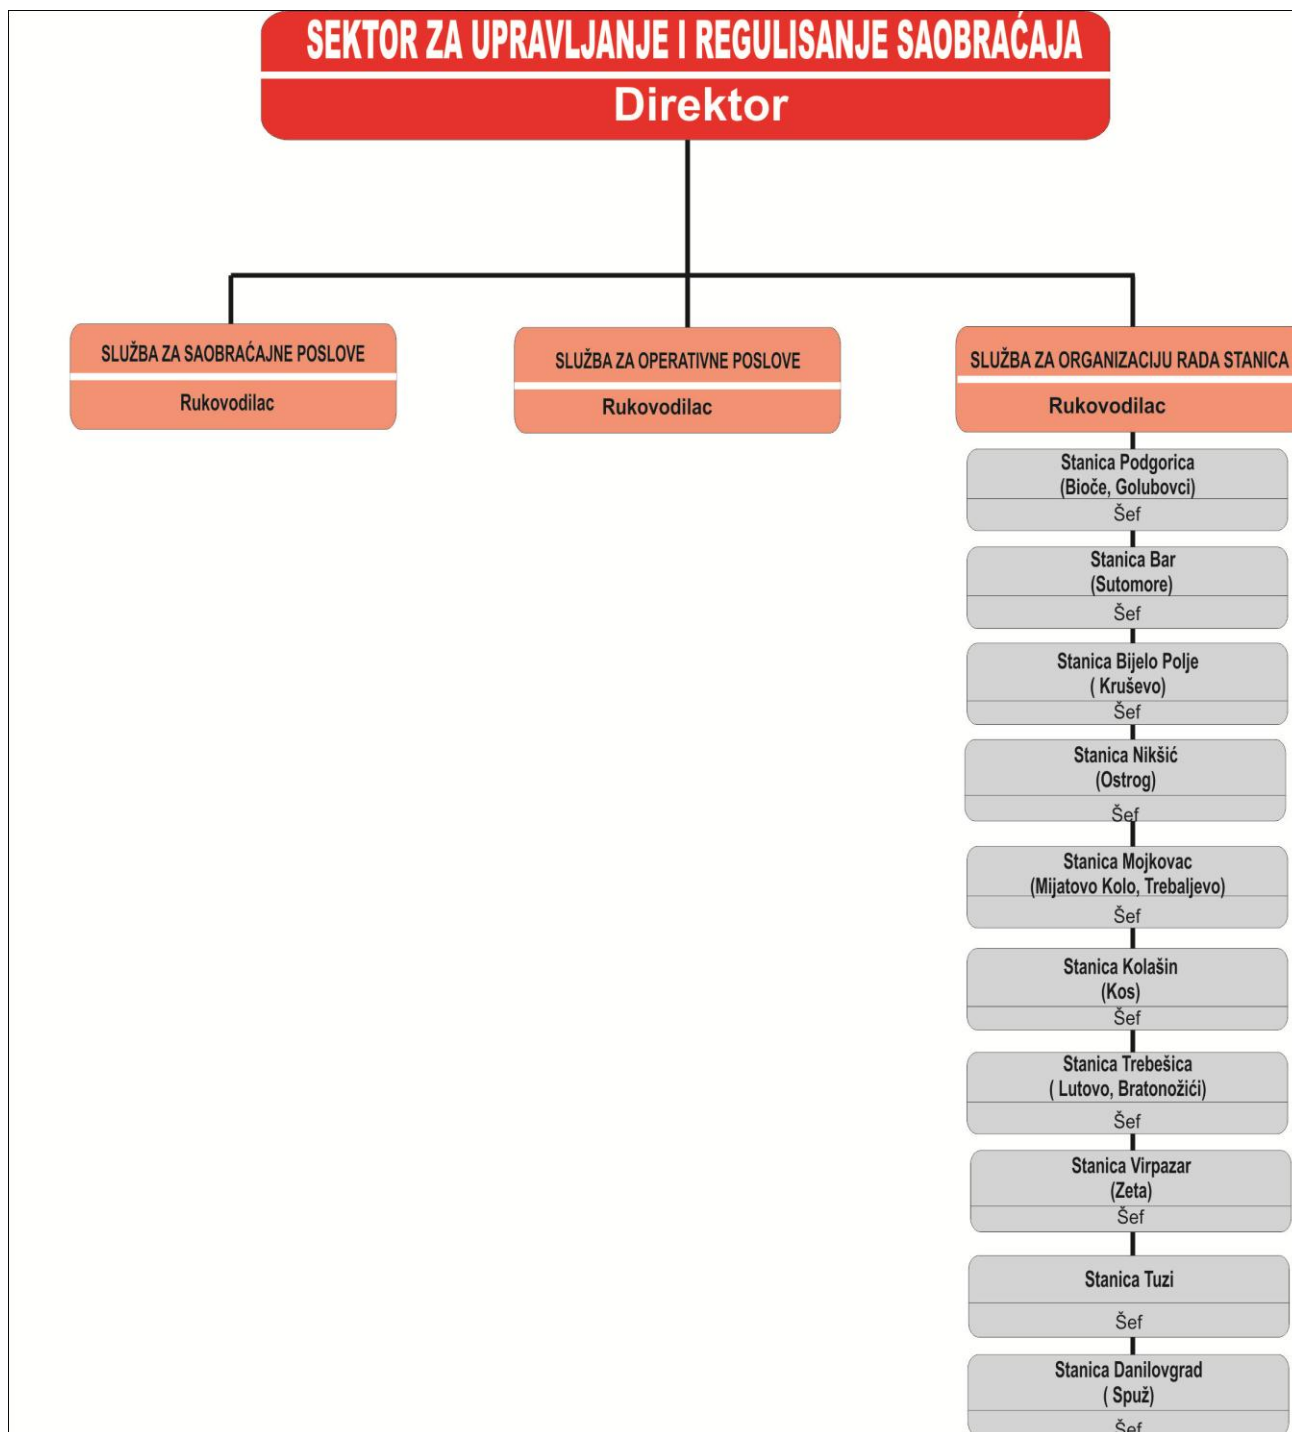 SEKTOR ZA UPRAVLJANJE I REGULISANJE SAOBRAĆAJA
Direktor
SLUŽBA ZA SAOBRAĆAJNE POSLOVE
Rukovodilac
SLUŽBA ZA OPERATIVNE POSLOVE
Rukovodilac
SLUŽBA ZA ORGANIZACIJU RADA STANICA
Rukovodilac
Stanica Podgorica
(Bioče, Golubovci)
Šef
Stanica Bar
(Sutomore)
Šef
Stanica Bijelo Polje
( Kruševo)
Šef
Stanica Nikšić
(Ostrog)
Šef
Stanica Mojkovac
(Mijatovo Kolo, Trebaljevo)
Šef
Stanica Kolašin
(Kos)
Šef
Stanica Trebešica
( Lutovo, Bratonožići)
Šef
Stanica Virpazar
(Zeta)
Šef
Stanica Tuzi
Šef
Stanica Danilovgrad
( Spuž)
Šef